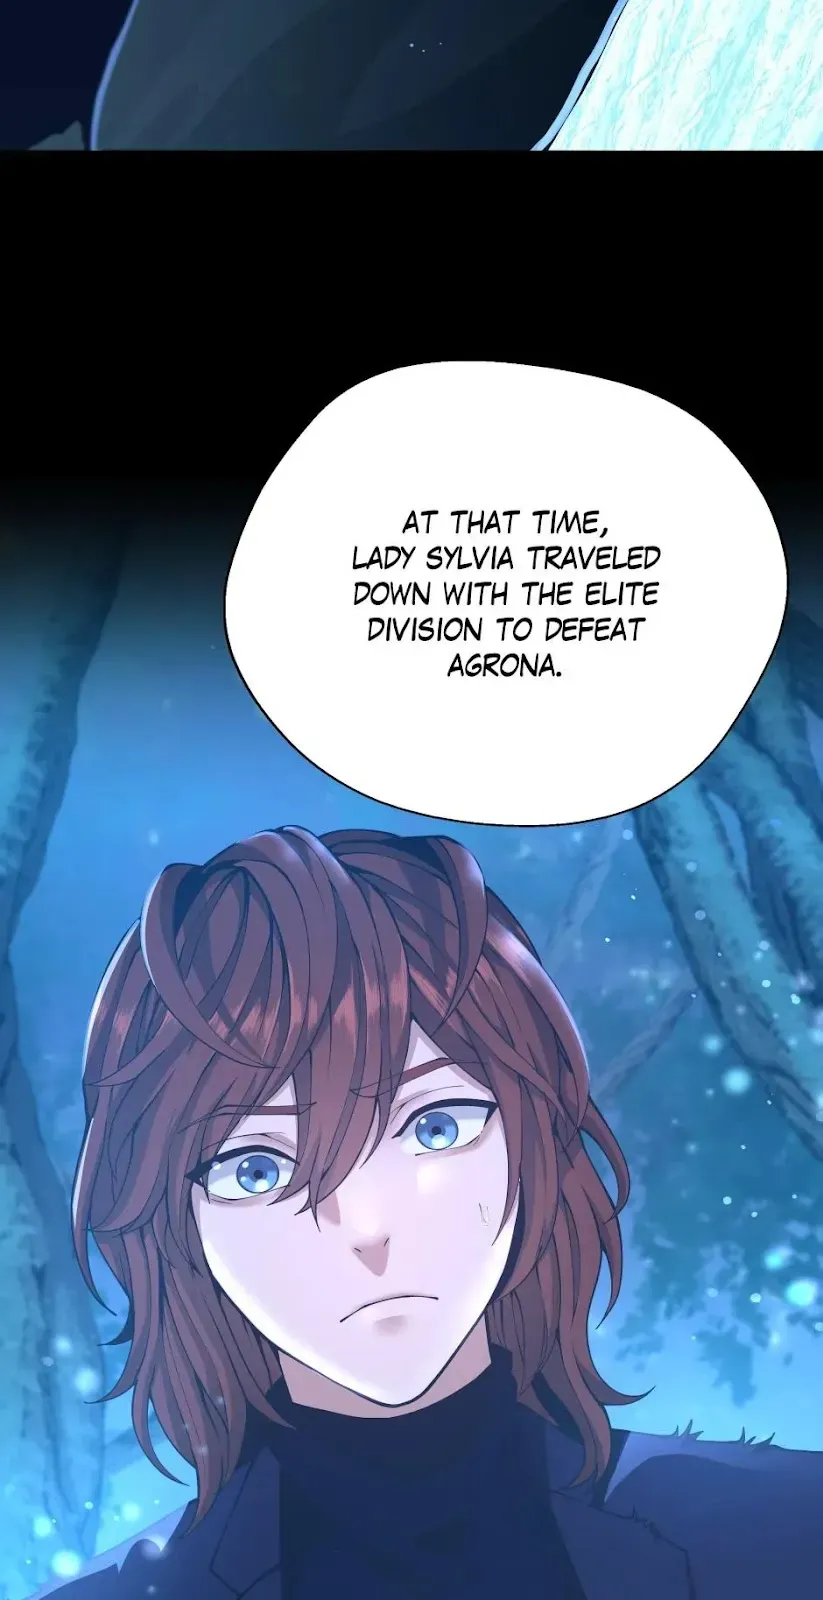 AT THAT TIME,
LADY SYLVIA TRAVELED
DOWN WITH THE ELITE
DIVISION TO DEFEAT
AGRONA.